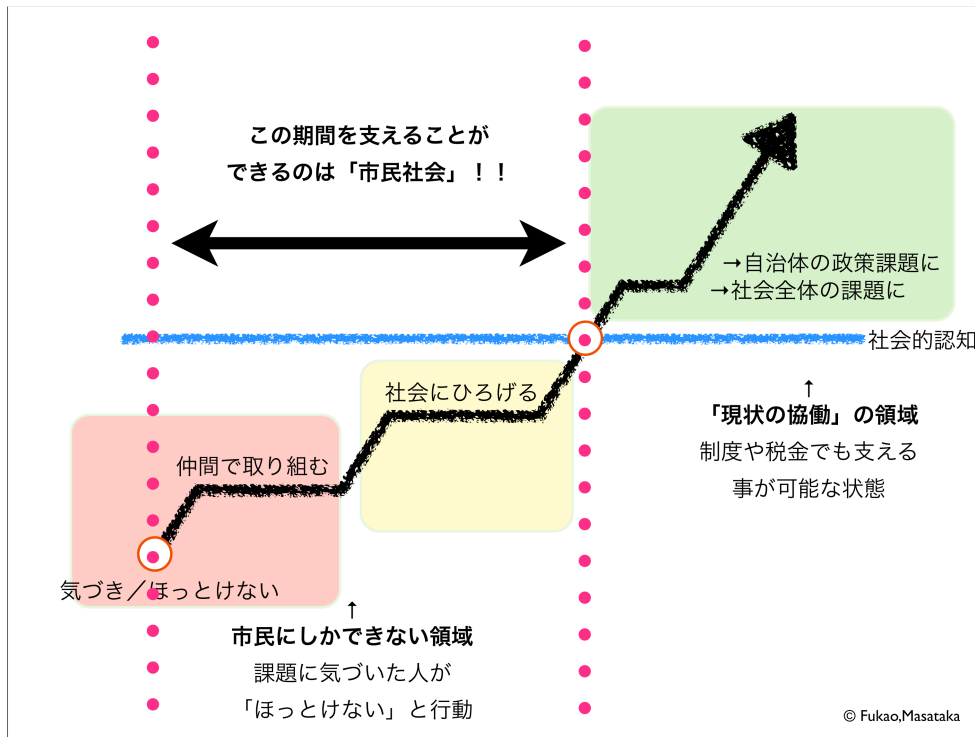 この期間を支えることが
できるのは「市民社会」！！
→自治体の政策課題に
→社会全体の課題に
社会的認知
社会にひろげる
↑
「現状の協働」の領域
制度や税金でも支える
事が可能な状態
仲間で取り組む
気づき／ほっとけない
↑
市民にしかできない領域
課題に気づいた人が
「ほっとけない」と行動
© Fukao,Masataka